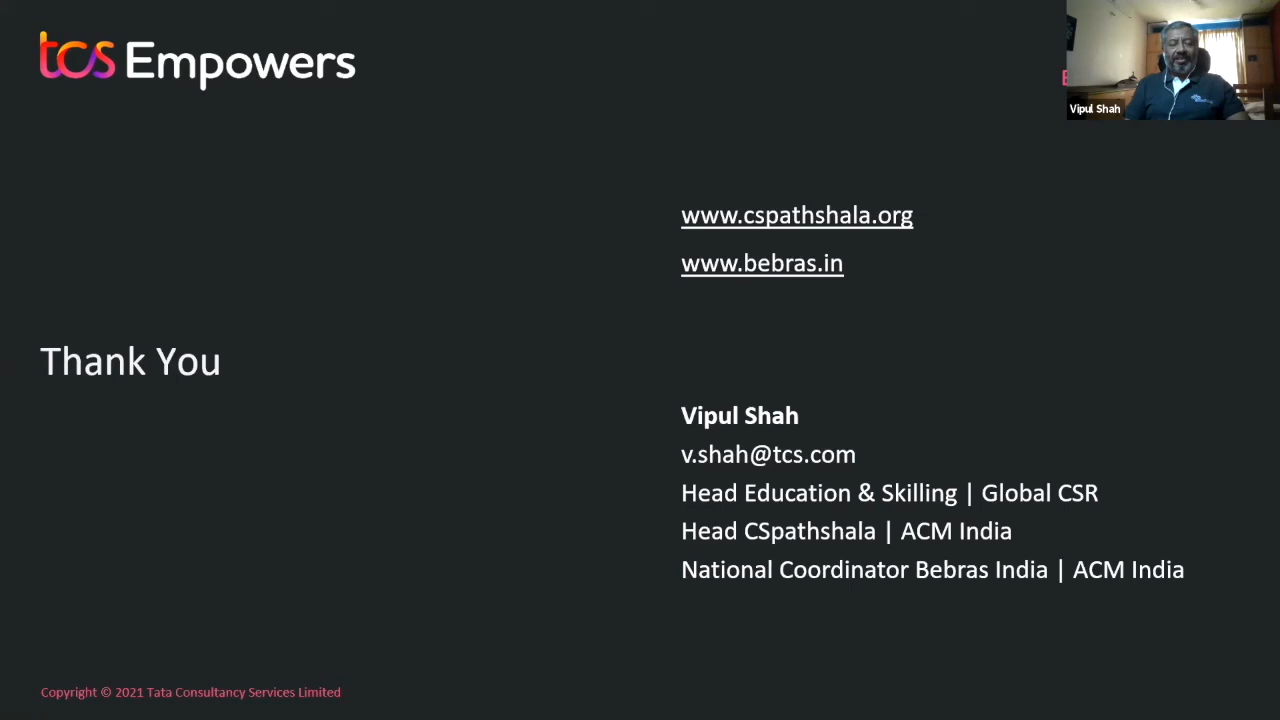 tcs Empowers
Vipul Shah
www.cspathshala.org
www.bebras.in
Thank You
Vipul Shah
v.shah@tcs.com
Head Education & Skilling | Global CSR
Head CSpathshala | ACM India
National Coordinator Bebras India | ACM India
Copyright © 2021 Tata Consultancy Services Limited